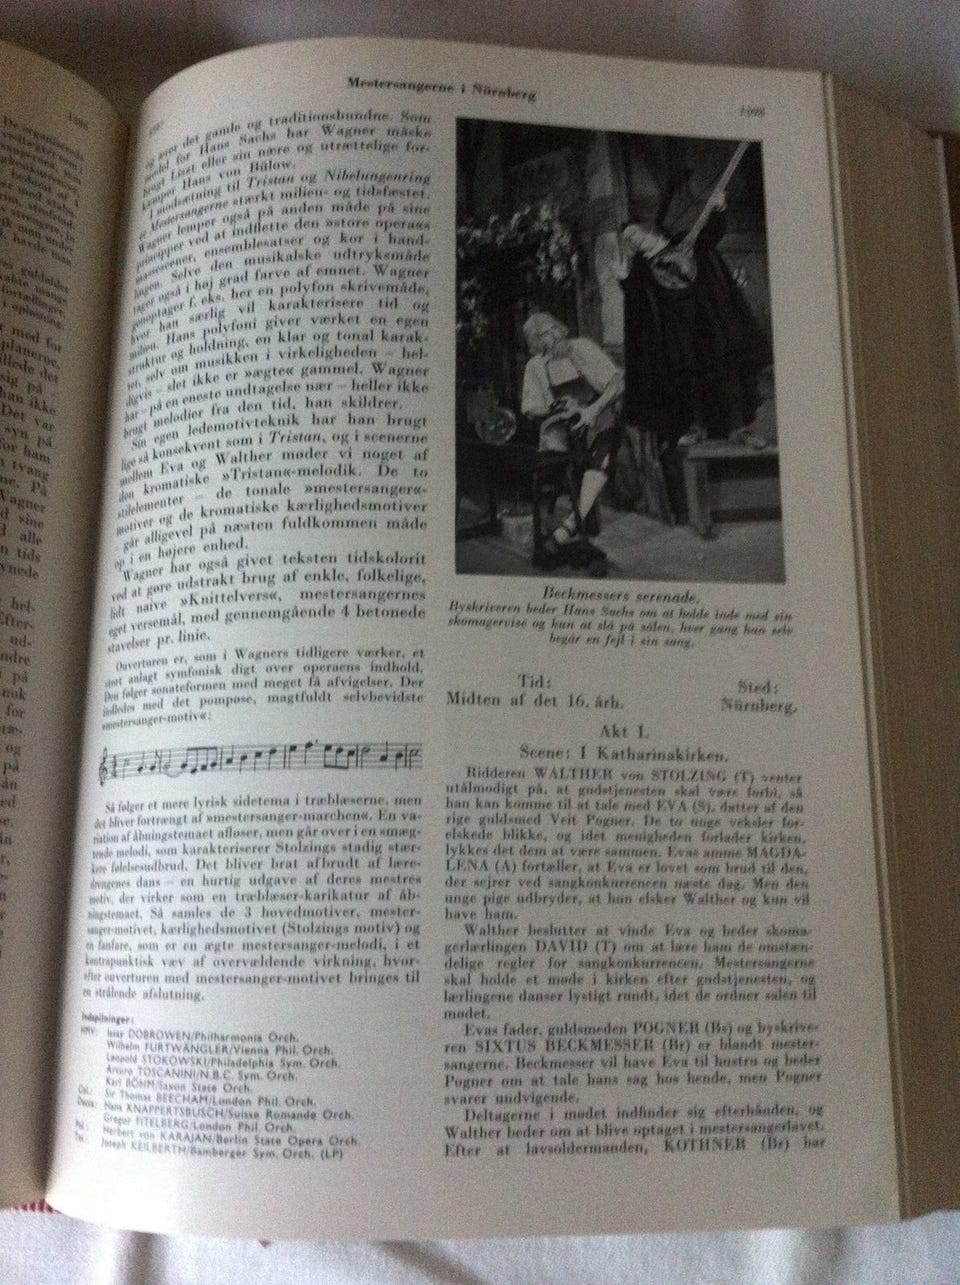 Mestersangerne i Nürnberg
og ærer det gamle og traditionsbundne. Som
model for Hans Sachs har Wagner måske
brugt Liszt eller sin nære og utrættelige for-
kæmper Hans von Bülow.
I modsætning til Tristan og Nibelungenring
er Mestersangerne stærkt milieu- og tidsfæstet.
Wagner lemper også på anden måde på sine
principper ved at indflette den »store opera«s
massescener, ensemblesatser og kor i hand-
lingen. Selve den musikalske udtryksmåde
tager også i høj grad farve af emnet. Wagner
genoptager f. eks. her en polyfon skrivemåde,
hvor han særlig vil karakterisere tid og
milieu. Hans polyfoni giver værket en egen
struktur og holdning, en klar og tonal karak-
ter, selv om musikken i virkeligheden – hel-
digvis – slet ikke er »ægte« gammel. Wagner
har – på en eneste undtagelse nær – heller ikke
brugt melodier fra den tid, han skildrer.
Sin egen ledemotivteknik har han brugt
lige så konsekvent som i Tristan, og i scenerne
mellem Eva og Walther møder vi noget af
den kromatiske »Tristan«-melodik. De to
stilelementer – de tonale »mestersanger«-
motiver og de kromatiske kærlighedsmotiver
– går alligevel på næsten fuldkommen måde
op i en højere enhed.
Wagner har også givet teksten tidskolorit
ved at gøre udstrakt brug af enkle, folkelige,
lidt naive »Knittelvers«, mestersangernes
eget versemål, med gennemgående 4 betonede
stavelser pr. linie.
Ouverturen er, som i Wagners tidligere værker, et
stort anlagt symfonisk digt over operaens indhold.
Den følger sonateformen med meget få afvigelser. Der
indledes med det pompøse, magtfuldt selvbevidste
»mestersanger-motiv«:
Så følger et mere lyrisk sidetema i træblæserne, men
det bliver fortrængt af »mestersanger-marchen«. En va-
riation af åbningstemaet afløser, men går over i en smæg-
tende melodi, som karakteriserer Stolzings stadig stær-
kere følelsesudbrud. Det bliver brat afbrudt af lære-
drengenes dans – en hurtig udgave af deres mestres
motiv, der virker som en træblæser-karikatur af åb-
ningstemaet. Så samles de 3 hovedmotiver, mester-
sanger-motivet, kærlighedsmotivet (Stolzings motiv) og
en fanfare, som er en ægte mestersanger-melodi, i et
kontrapunktisk væv af overvældende virkning, hvor-
efter ouverturen med mestersanger-motivet bringes til
en strålende afslutning.
Indspilninger:
HMV: Issay DOBROWEN/Philharmonia Orch.
Wilhelm FURTWÄNGLER/Vienna Phil. Orch.
Leopold STOKOWSKI/Philadelphia Sym. Orch.
Arturo TOSCANINI/N.B.C. Sym. Orch.
Karl BÖHM/Saxon State Orch.
Col.: Sir Thomas BEECHAM/London Phil. Orch.
Decca: Hans KNAPPERTSBUSCH/Suisse Romande Orch.
Gregor FITELBERG/London Phil. Orch.
Pol.: Herbert von KARAJAN/Berlin State Opera Orch.
Tel.: Joseph KEILBERTH/Bamberger Sym. Orch. (LP)
Beckmessers serenade.
Byskriveren beder Hans Sachs om at holde inde med sin
skomagervise og kun at slå på sålen, hver gang han selv
begår en fejl i sin sang.
Tid:
Midten af det 16. årh.
Sted:
Nürnberg.
Akt I.
Scene: 1 Katharinakirken.
Ridderen WALTHER von STOLZING (T) venter
utålmodigt på, at gudstjenesten skal være forbi, så
han kan komme til at tale med EVA (S), datter af den
rige guldsmed Veit Pogner. De to unge veksler for-
elskede blikke, og idet menigheden forlader kirken,
lykkes det dem at være sammen. Evas amme MAGDA-
LENA (A) fortæller, at Eva er lovet som brud til den,
der sejrer ved sangkonkurrencen næste dag. Men den
unge pige udbryder, at hun elsker Walther og kun vil
have ham.
Walther beslutter at vinde Eva og beder skoma-
gerlærlingen DAVID (T) om at lære ham de omstæn-
delige regler for sangkonkurrencen. Mestersangerne
skal holde et møde i kirken efter gudstjenesten, og
lærlingene danser lystigt rundt, idet de ordner salen til
mødet.
Evas fader, guldsmeden POGNER (Bs) og byskrive-
ren SIXTUS BECKMESSER (Br) er blandt mester-
sangerne. Beckmesser vil have Eva til hustru og beder
Pogner om at tale hans sag hos hende, men Pogner
svarer undvigende.
Deltagerne i mødet indfinder sig efterhånden, og
Walther beder om at blive optaget i mestersangerlavet.
Efter at lavsoldermanden, KOTHNER (Br) har